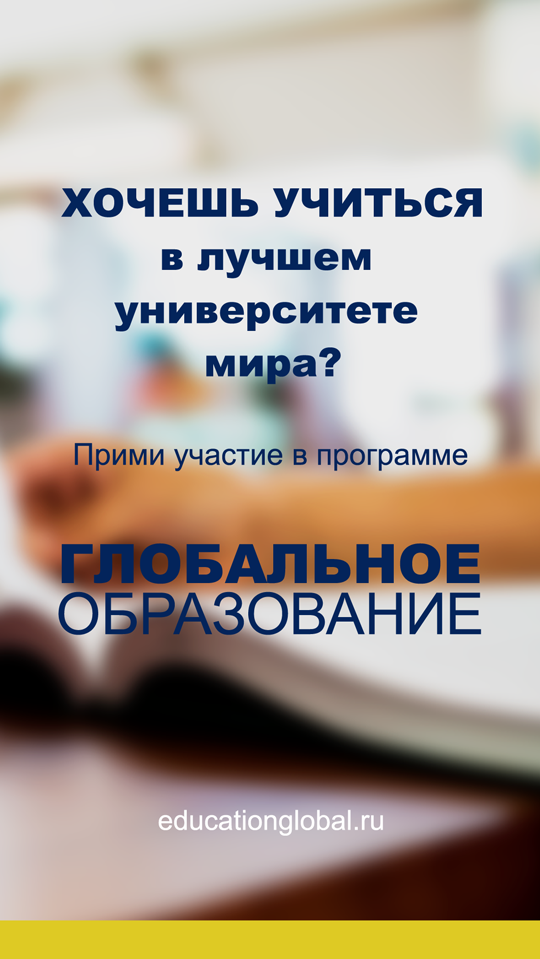 ХОЧЕШЬ УЧИТЬСЯ
в лучшем
университете
мира?
Прими участие в программе
ГЛОБАЛЬНОЕ
ОБРАЗОВАНИЕ
educationglobal.ru